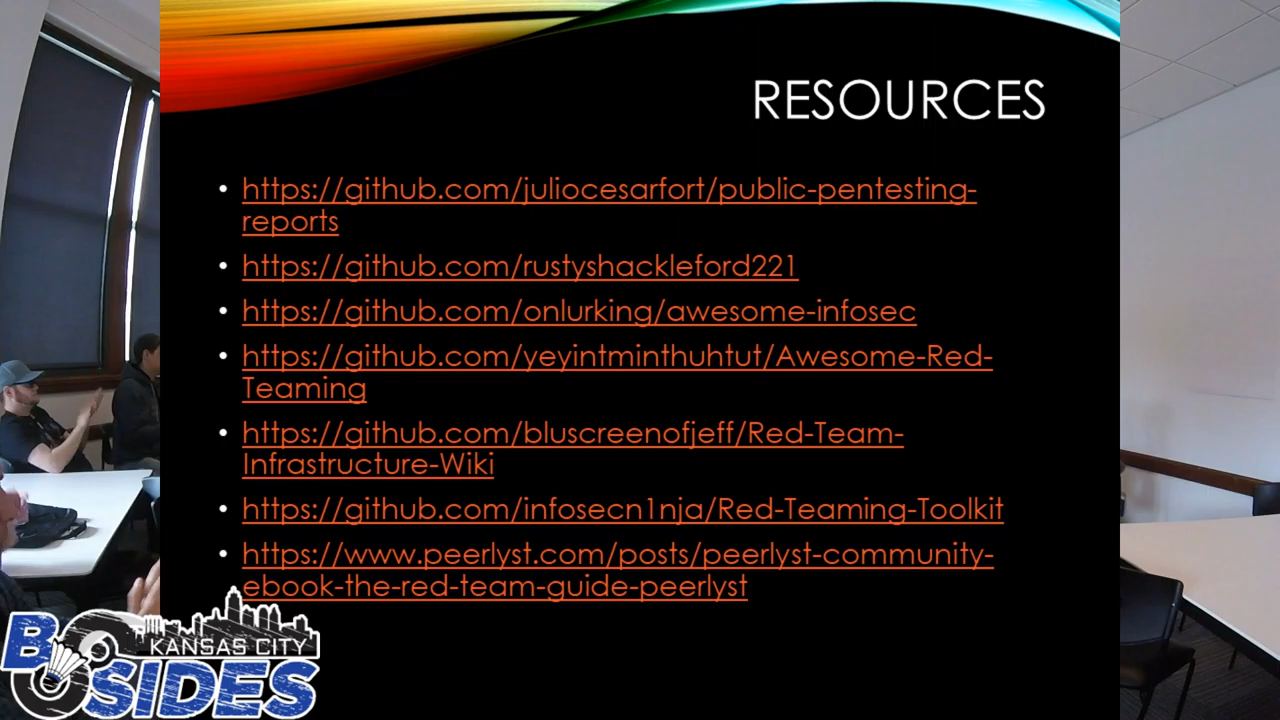 RESOURCES
• https://github.com/juliocesarfort/public-pentesting-
reports
• https://github.com/rustyshackleford221
• https://github.com/onlurking/awesome-infosec
• https://github.com/yeyintminthuhtut/Awesome-Red-
Teaming
• https://github.com/bluscreenofjeff/Red-Team-
Infrastructure-Wiki
• https://github.com/infosecn1nja/Red-Teaming-Toolkit
• https://www.peerlyst.com/posts/peerlyst-community-
ebook-the-red-team-guide-peerlyst
KANSAS CITY
B SIDES